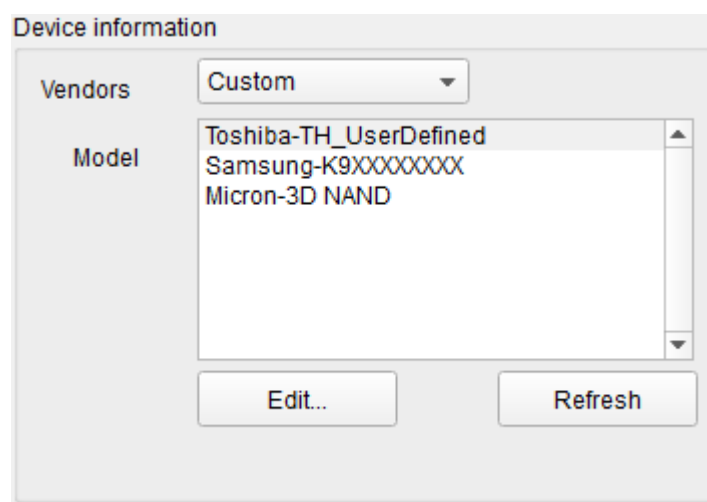 Device information
Vendors
Custom
Model
Toshiba-TH_UserDefined
Samsung-K9XXXXXXXX
Micron-3D NAND
Edit...
Refresh